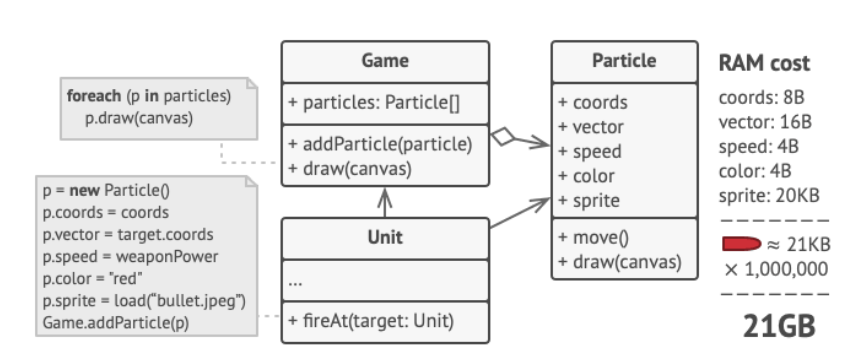 foreach (p in particles)
p.draw(canvas)
p = new Particle()
p.coords = coords
p.vector = target.coords
p.speed = weaponPower
p.color = "red"
p.sprite = load("bullet.jpeg")
Game.addParticle(p)
Game
+ particles: Particle[]
+ addParticle(particle)
+ draw(canvas)
Unit
...
+ fireAt(target: Unit)
Particle
+ coords
+ vector
+ speed
+ color
+ sprite
+ move()
+ draw(canvas)
RAM cost
coords: 8B
vector: 16B
speed: 4B
color: 4B
sprite: 20KB
≈ 21KB
× 1,000,000
21GB